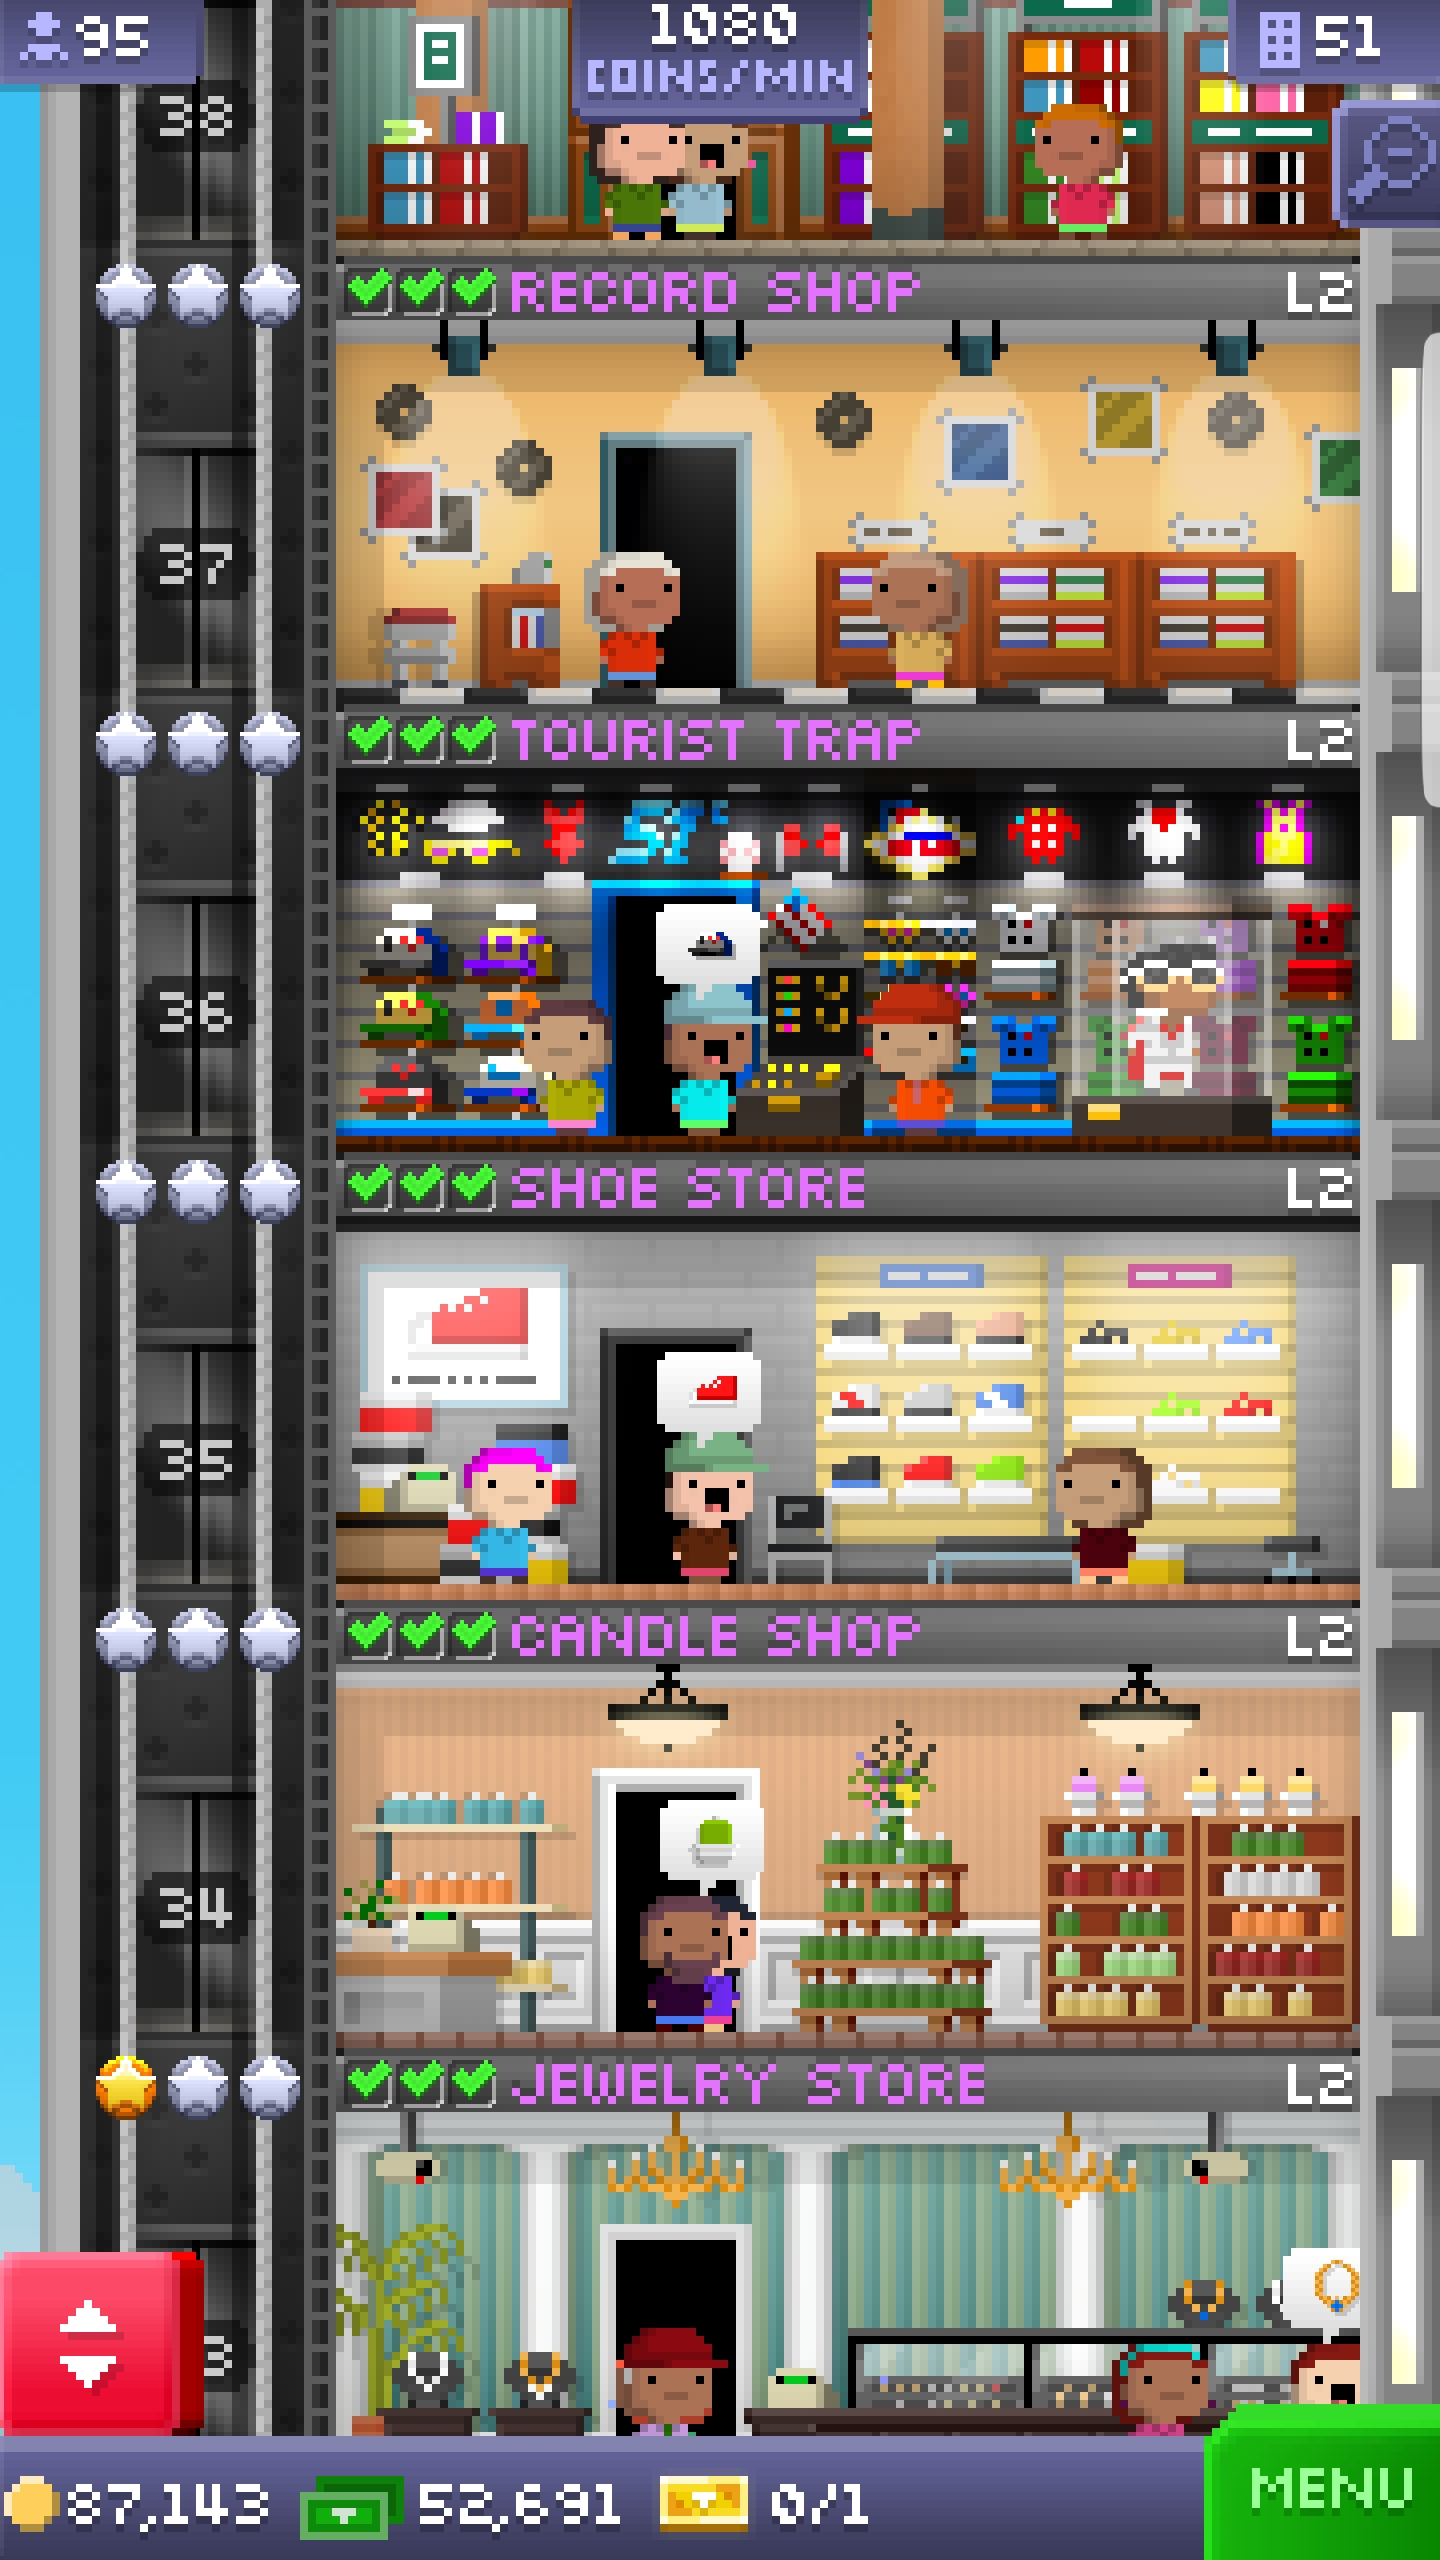 95
1080
COINS/MIN
51
38
RECORD SHOP L2
37
TOURIST TRAP L2
36
SHOE STORE L2
35
CANDLE SHOP L2
34
JEWELRY STORE L2
3
87,143 52,691 0/1 MENU